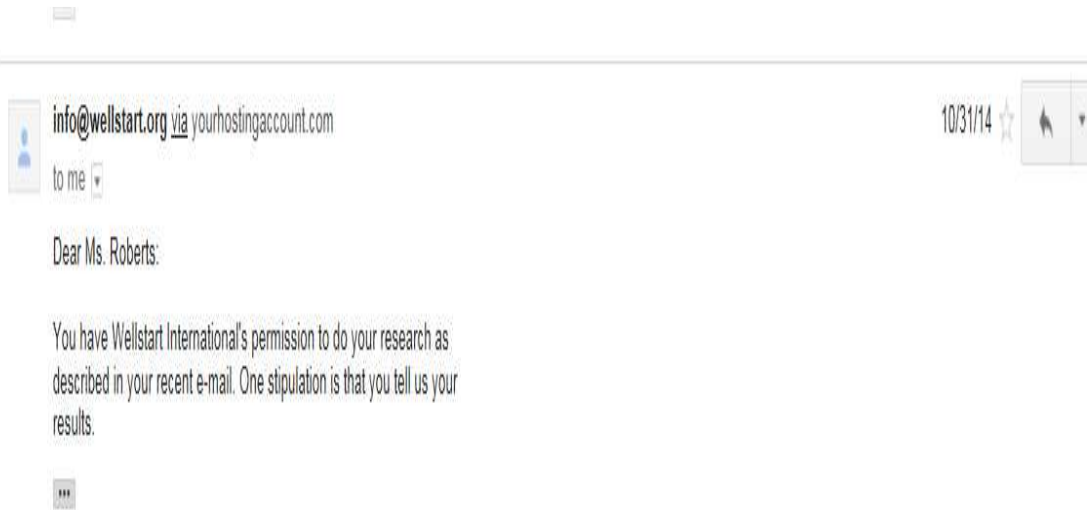 info@wellstart.org via yourhostingaccount.com
10/31/14
to me
Dear Ms. Roberts:
You have Wellstart International's permission to do your research as
described in your recent e-mail. One stipulation is that you tell us your
results.
...